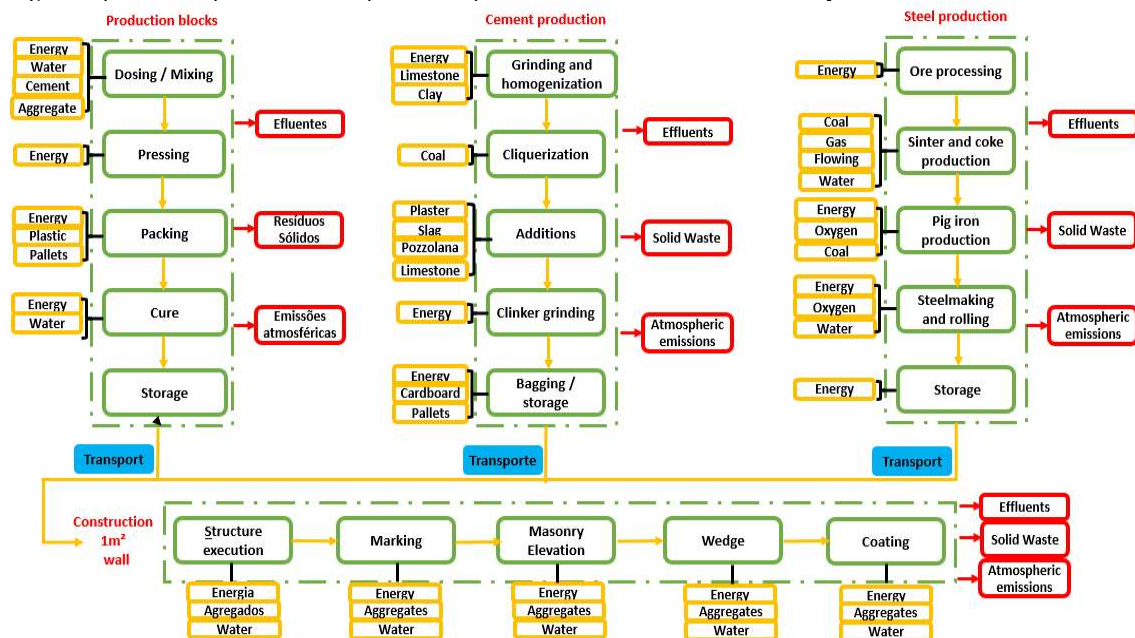 Production blocks
Energy
Water
Cement
Aggregate
Dosing / Mixing
Efluentes
Energy
Pressing
Energy
Plastic
Pallets
Packing
Resíduos
Sólidos
Energy
Water
Cure
Emissões
atmosféricas
Storage
Transport
Cement production
Energy
Limestone
Clay
Grinding and
homogenization
Effluents
Coal
Cliquerization
Plaster
Slag
Pozzolana
Limestone
Additions
Solid Waste
Energy
Clinker grinding
Atmospheric
emissions
Energy
Cardboard
Pallets
Bagging /
storage
Transporte
Steel production
Energy
Ore processing
Effluents
Coal
Gas
Flowing
Water
Sinter and coke
production
Energy
Oxygen
Coal
Pig iron
production
Solid Waste
Energy
Oxygen
Water
Steelmaking
and rolling
Atmospheric
emissions
Energy
Storage
Transport
Construction
1m²
wall
Structure
execution
Marking
Masonry
Elevation
Wedge
Coating
Effluents
Solid Waste
Atmospheric
emissions
Energia
Agregados
Water
Energy
Aggregates
Water
Energy
Aggregates
Water
Energy
Aggregates
Water
Energy
Aggregates
Water